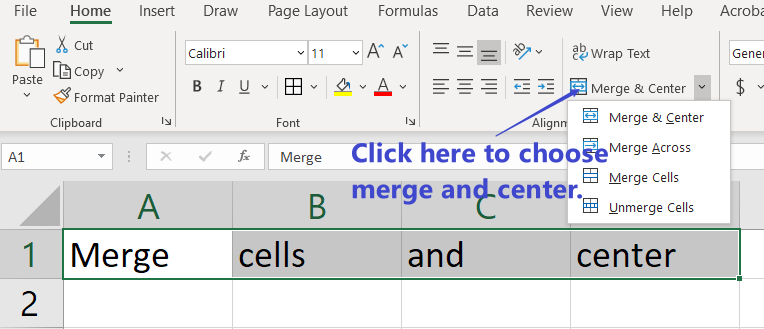 File Home Insert Draw Page Layout Formulas Data Review View Help Acroba
Cut
Copy
Paste
Format Painter
Clipboard
Calibri 11 A A
B I U A
Font
ab
Wrap Text
Merge & Center
Alignm
Gener
$
Merge & Center
Merge Across
Merge Cells
Unmerge Cells
Click here to choose
merge and center.
A1 fx Merge
A B C
1 Merge cells and center
2